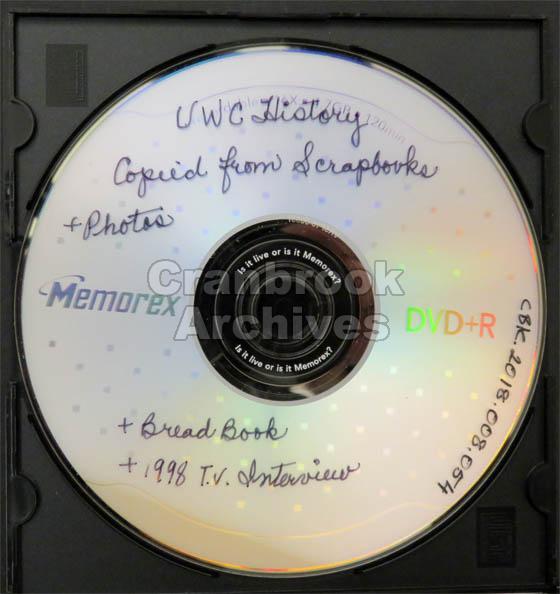 UWC History
Copied from Scrapbooks
+ Photos
Is it live or is it Memorex?
Cranbrook
Archives
Memorex
DVD+R
Is it live or is it Memorex?
+ Bread Book
+ 1998 T.V. Interview
CBK.2018.008.054
120min